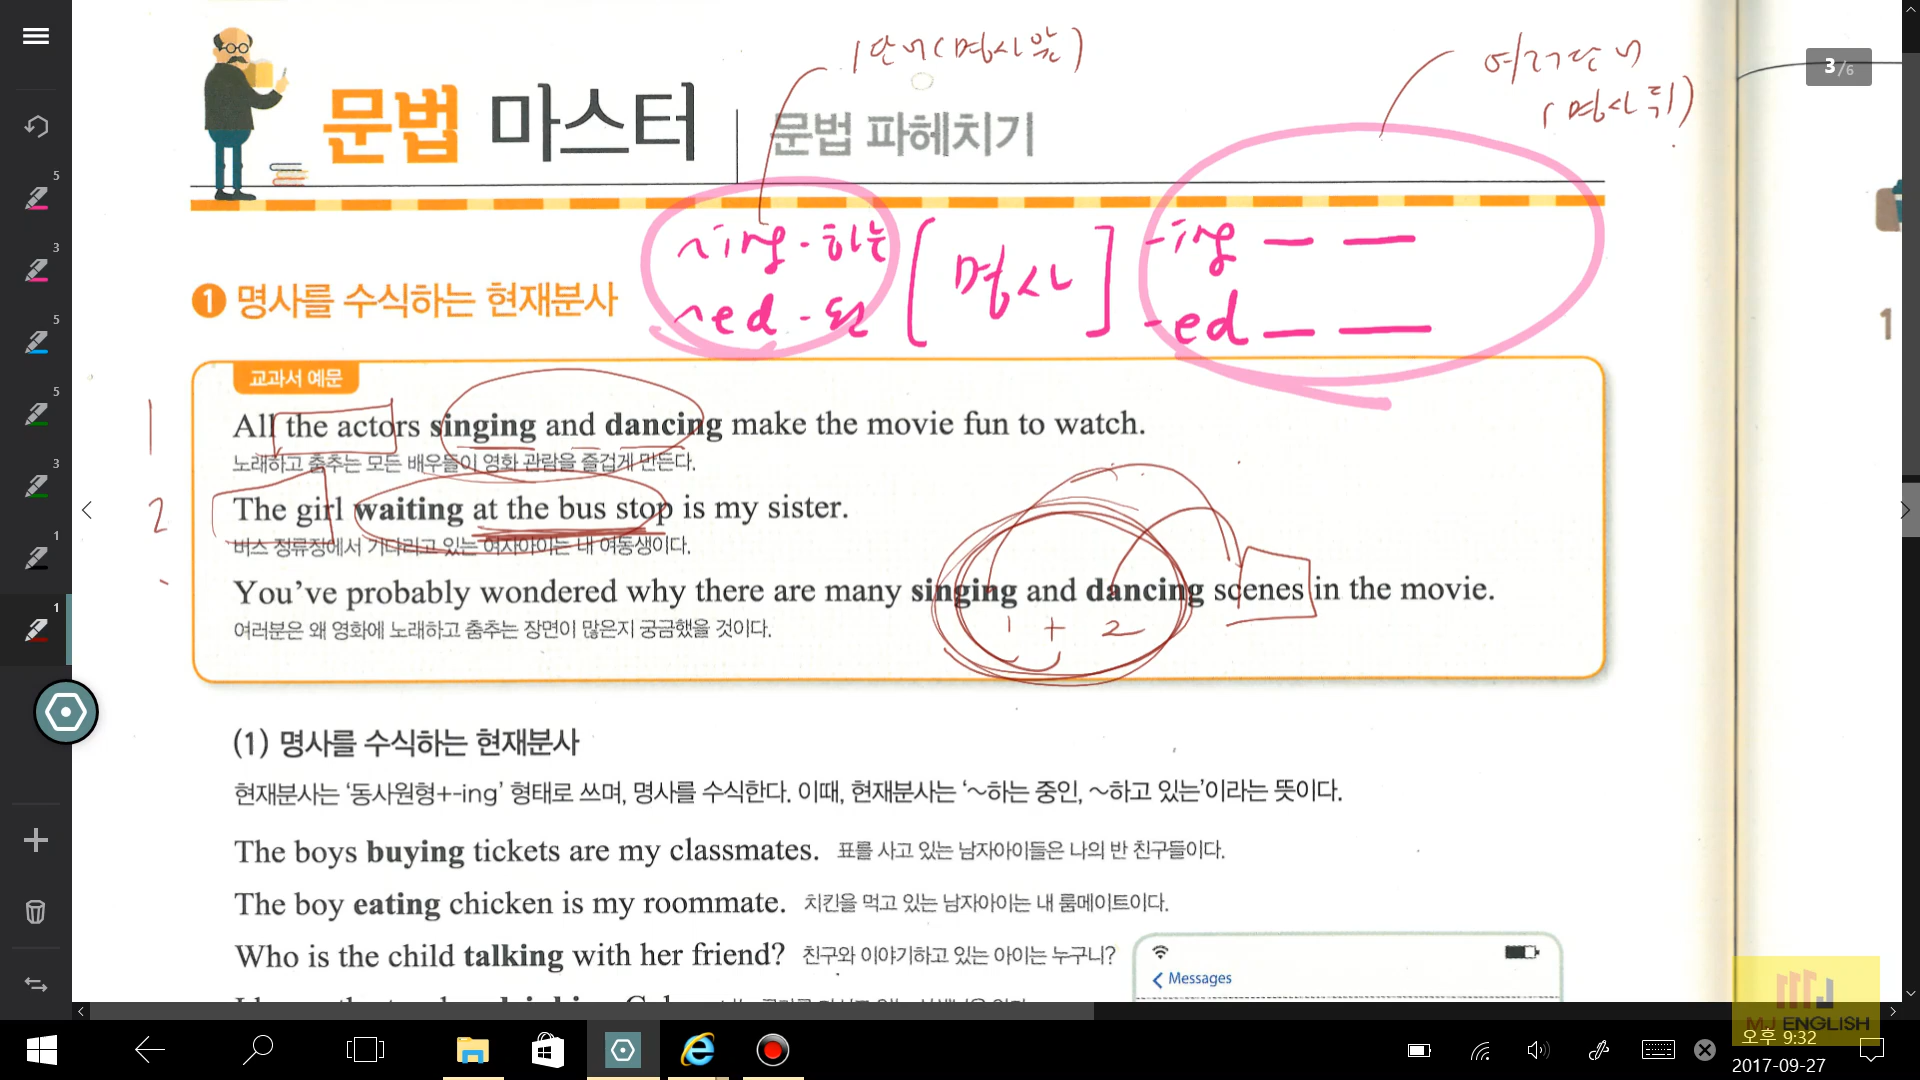 1단어(명사앞)
여러단어
(명사 뒤)
3/6
문법 마스터
문법 파헤치기
~ing - 하는 [ 명사 ] -ing
~ed - 된 -ed
1 명사를 수식하는 현재분사
교과서 예문
1
All the actors singing and dancing make the movie fun to watch.
노래하고 춤추는 모든 배우들이 영화 관람을 즐겁게 만든다.
2
The girl waiting at the bus stop is my sister.
버스 정류장에서 기다리고 있는 여자아이는 내 여동생이다.
You've probably wondered why there are many singing and dancing scenes in the movie.
1 + 2
여러분은 왜 영화에 노래하고 춤추는 장면이 많은지 궁금했을 것이다.
(1) 명사를 수식하는 현재분사
현재분사는 '동사원형+-ing' 형태로 쓰며, 명사를 수식한다. 이때, 현재분사는 '~하는 중인, ~하고 있는'이라는 뜻이다.
The boys buying tickets are my classmates. 표를 사고 있는 남자아이들은 나의 반 친구들이다.
The boy eating chicken is my roommate. 치킨을 먹고 있는 남자아이는 내 룸메이트이다.
Who is the child talking with her friend? 친구와 이야기하고 있는 아이는 누구니?
Messages
1
5
3
5
5
3
1
1
MJ ENGLISH
오후 9:32
2017-09-27